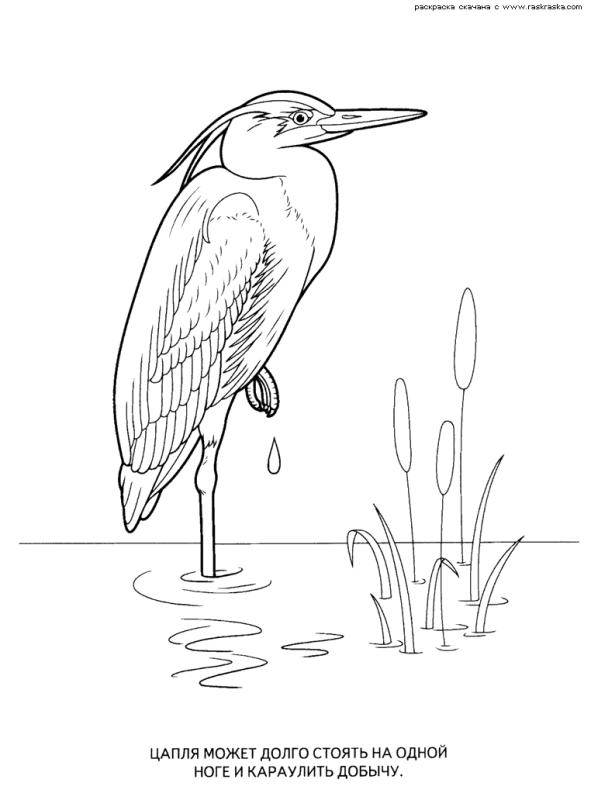 раскраска скачана с www.raskraska.com
ЦАПЛЯ МОЖЕТ ДОЛГО СТОЯТЬ НА ОДНОЙ
НОГЕ И КАРАУЛИТЬ ДОБЫЧУ.